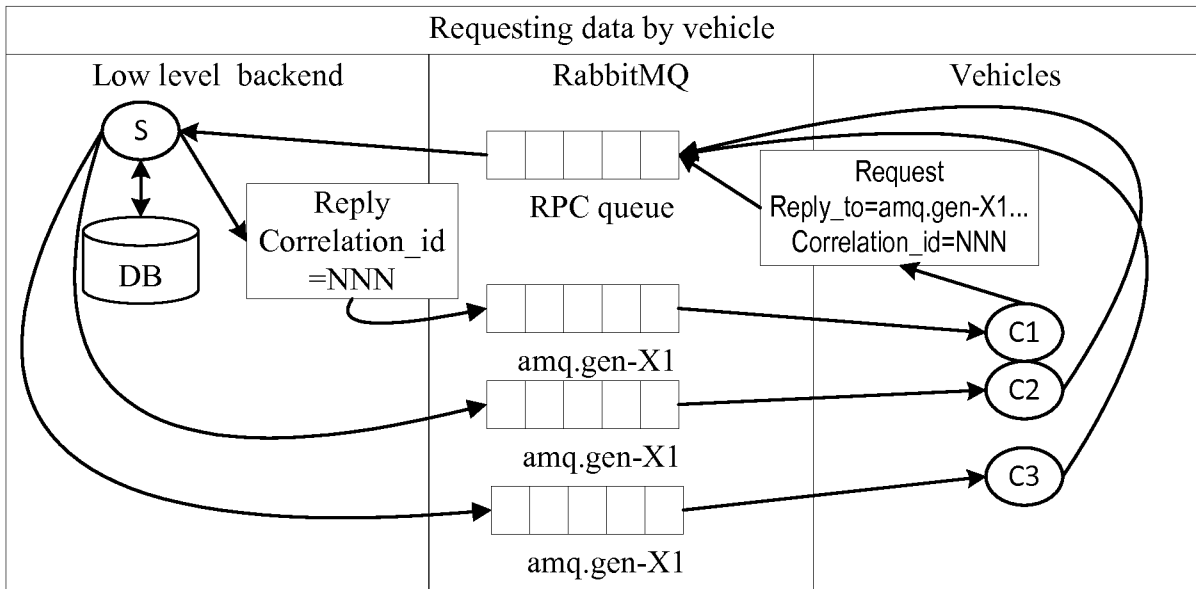 Requesting data by vehicle
Low level backend
RabbitMQ
Vehicles
S
DB
Reply
Correlation_id
=NNN
RPC queue
Request
Reply_to=amq.gen-X1...
Correlation_id=NNN
amq.gen-X1
C1
amq.gen-X1
C2
amq.gen-X1
C3